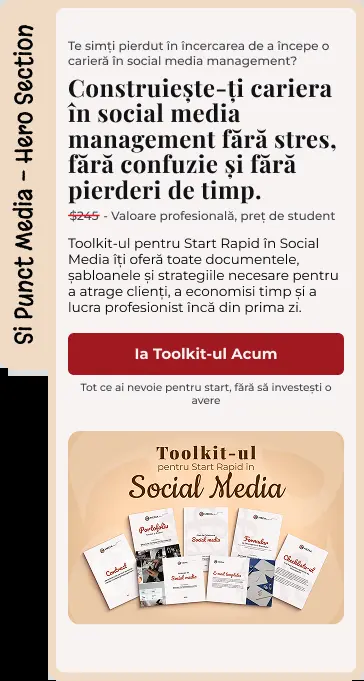 Si Punct Media - Hero Section
Te simți pierdut în încercarea de a începe o
carieră în social media management?
Construiește-ți cariera
în social media
management fără stres,
fără confuzie și fără
pierderi de timp.
$245 - Valoare profesională, preț de student
Toolkit-ul pentru Start Rapid în Social
Media îți oferă toate documentele,
șabloanele și strategiile necesare pentru
a atrage clienți, a economisi timp și a
lucra profesionist încă din prima zi.
Ia Toolkit-ul Acum
Tot ce ai nevoie pentru start, fără să investești o
avere
Toolkit-ul
pentru Start Rapid în
Social Media
Portofoliu
Social media
Formular
Contract
Social media
E-mail templates